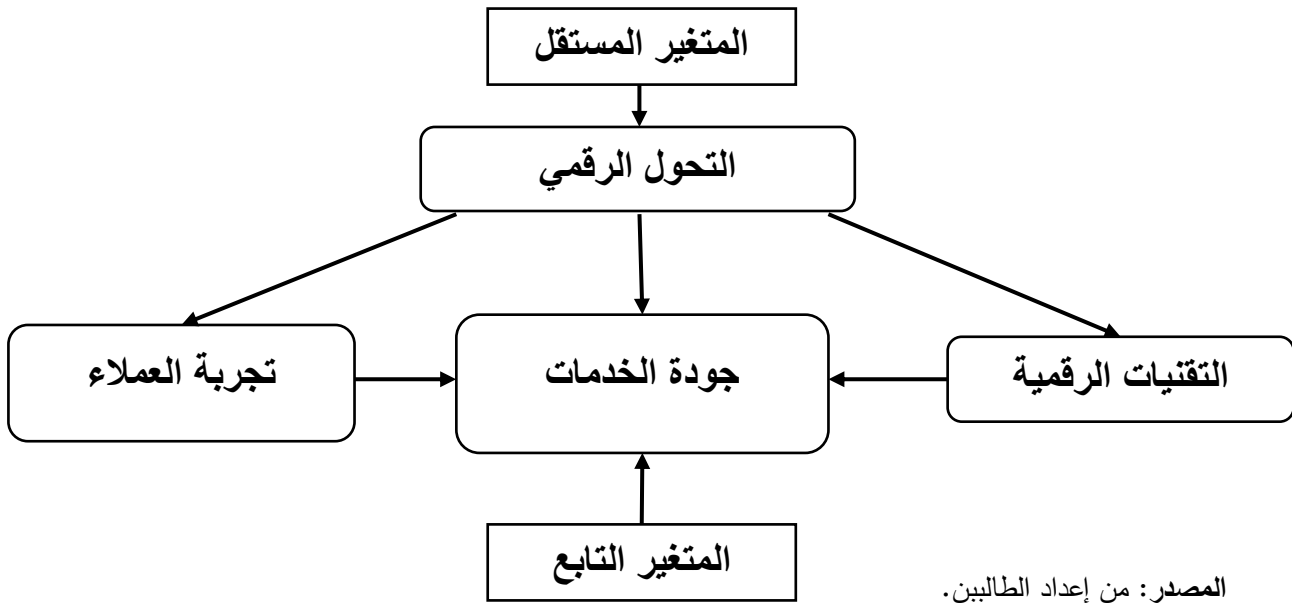 المتغير المستقل
التحول الرقمي
التقنيات الرقمية
جودة الخدمات
تجربة العملاء
المتغير التابع
المصدر: من إعداد الطالبين.